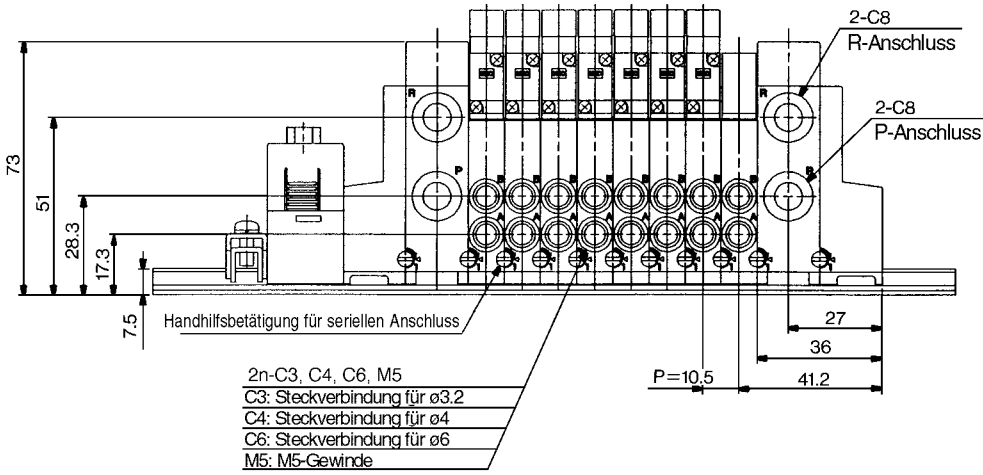 2-C8
R-Anschluss
2-C8
P-Anschluss
R
P
R
B B B B B B B B
A A A A A A A A
73
51
28.3
17.3
7.5
Handhilfsbetätigung für seriellen Anschluss
27
36
P=10.5
41.2
2n-C3, C4, C6, M5
C3: Steckverbindung für ø3.2
C4: Steckverbindung für ø4
C6: Steckverbindung für ø6
M5: M5-Gewinde